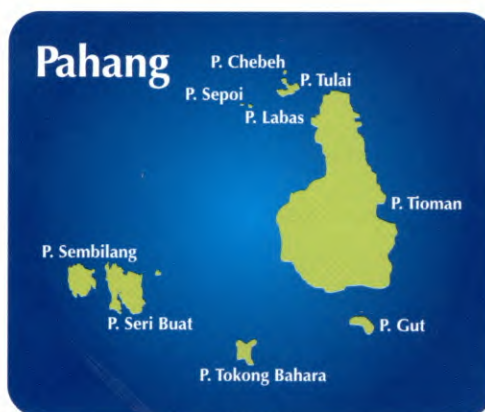 Pahang
P. Chebeh
P. Tulai
P. Sepoi
P. Labas
P. Tioman
P. Sembilang
P. Seri Buat
P. Gut
P. Tokong Bahara